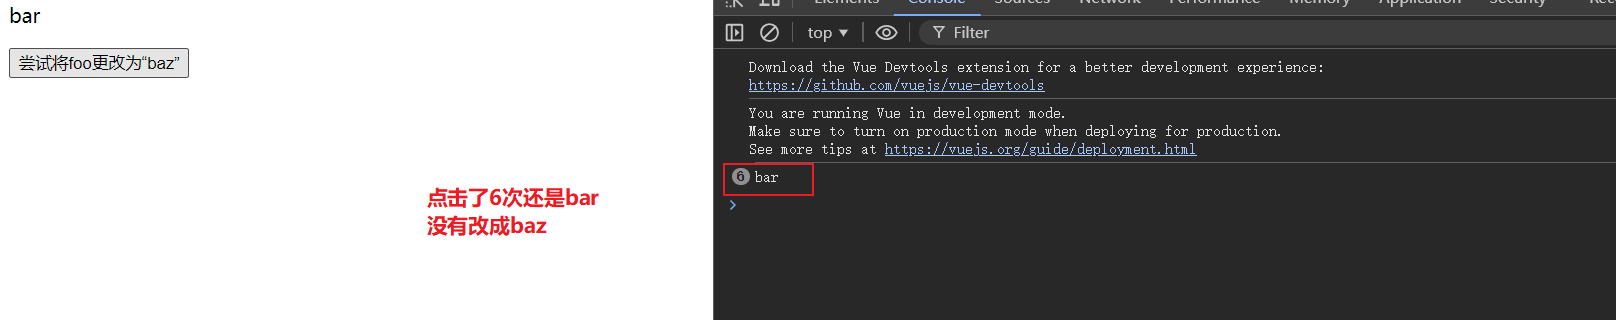 bar
尝试将foo更改为“baz”
点击了6次还是bar
没有改成baz
Elements Console Sources Network Performance Memory Application Security
top ▼ Filter
Download the Vue Devtools extension for a better development experience:
https://github.com/vuejs/vue-devtools
You are running Vue in development mode.
Make sure to turn on production mode when deploying for production.
See more tips at https://vuejs.org/guide/deployment.html
6 bar